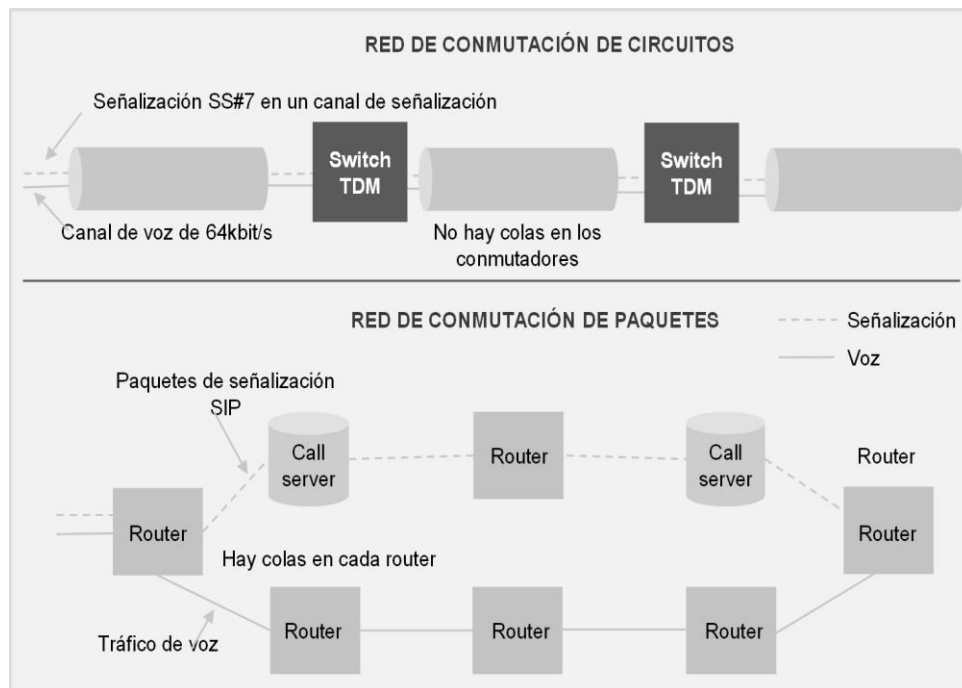 RED DE CONMUTACIÓN DE CIRCUITOS
Señalización SS#7 en un canal de señalización
Switch
TDM
Switch
TDM
Canal de voz de 64kbit/s
No hay colas en los
conmutadores
RED DE CONMUTACIÓN DE PAQUETES
Señalización
Voz
Paquetes de señalización
SIP
Call
server
Router
Call
server
Router
Router
Router
Hay colas en cada router
Tráfico de voz
Router
Router
Router